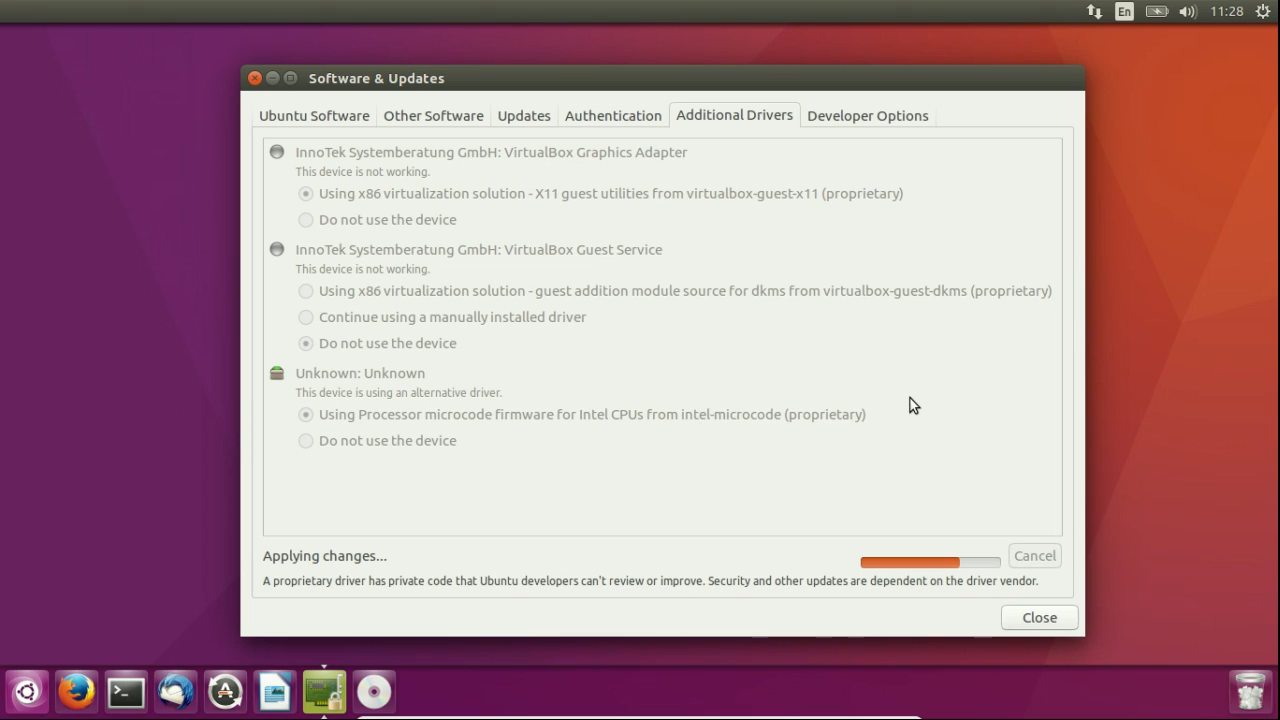 En
11:28
Software & Updates
Ubuntu Software
Other Software
Updates
Authentication
Additional Drivers
Developer Options
InnoTek Systemberatung GmbH: VirtualBox Graphics Adapter
This device is not working.
Using x86 virtualization solution - X11 guest utilities from virtualbox-guest-x11 (proprietary)
Do not use the device
InnoTek Systemberatung GmbH: VirtualBox Guest Service
This device is not working.
Using x86 virtualization solution - guest addition module source for dkms from virtualbox-guest-dkms (proprietary)
Continue using a manually installed driver
Do not use the device
Unknown: Unknown
This device is using an alternative driver.
Using Processor microcode firmware for Intel CPUs from intel-microcode (proprietary)
Do not use the device
Applying changes...
Cancel
A proprietary driver has private code that Ubuntu developers can't review or improve. Security and other updates are dependent on the driver vendor.
Close